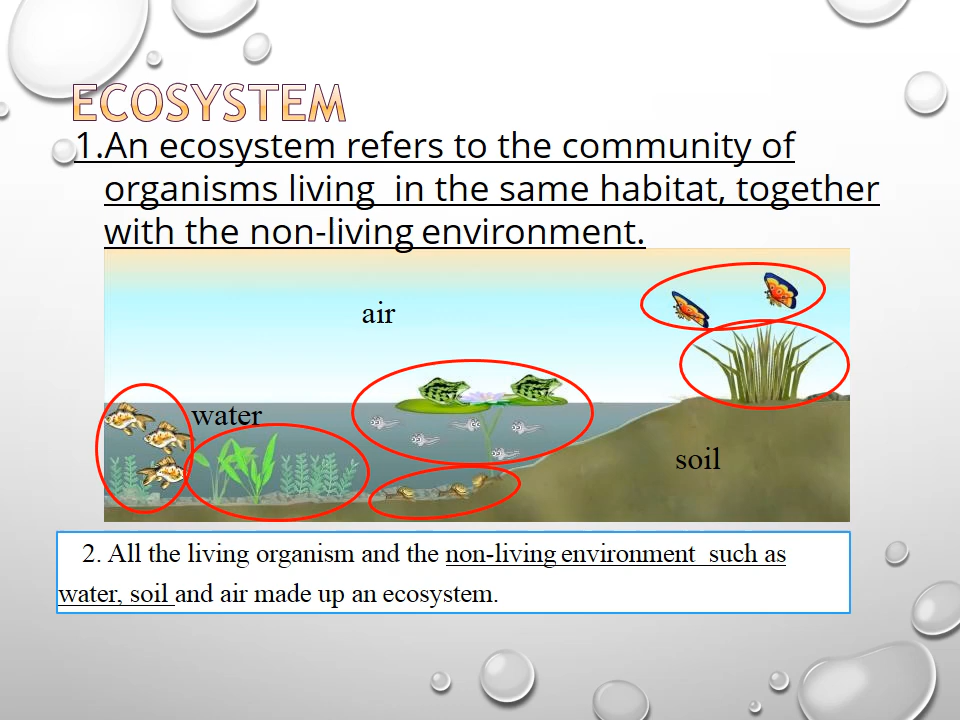 ECOSYSTEM
1.An ecosystem refers to the community of
organisms living in the same habitat, together
with the non-living environment.
air
water
soil
2. All the living organism and the non-living environment such as
water, soil and air made up an ecosystem.